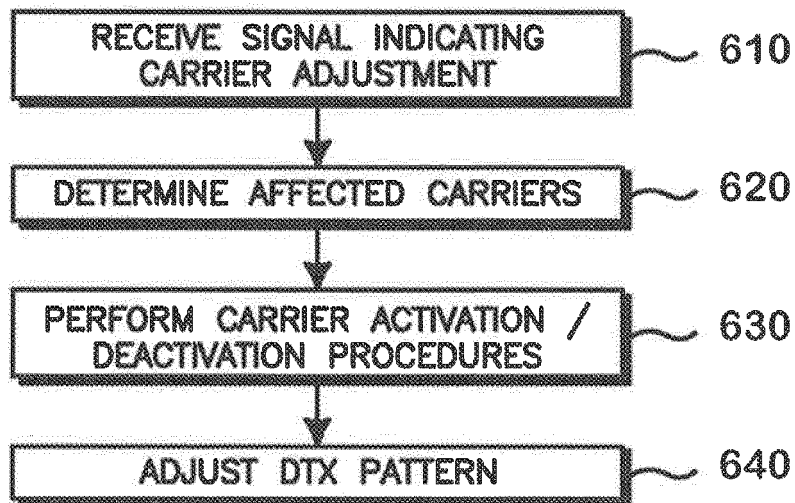 RECEIVE SIGNAL INDICATING
CARRIER ADJUSTMENT
610
DETERMINE AFFECTED CARRIERS
620
PERFORM CARRIER ACTIVATION /
DEACTIVATION PROCEDURES
630
ADJUST DTX PATTERN
640